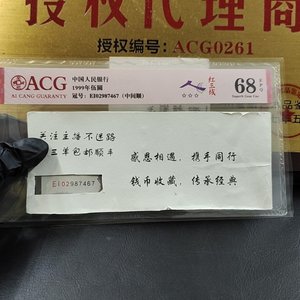 授权代理商
授权编号：ACG0261
ACG
AI CANG GUARANTY
中国人民银行
1999年伍圆
冠号：EI02987467（中间顺）
红三线
68
Superb Gem Unc
关注主播不迷路
三单包邮顺丰
感恩相遇，携手同行
钱币收藏，传承经典
EI02987467